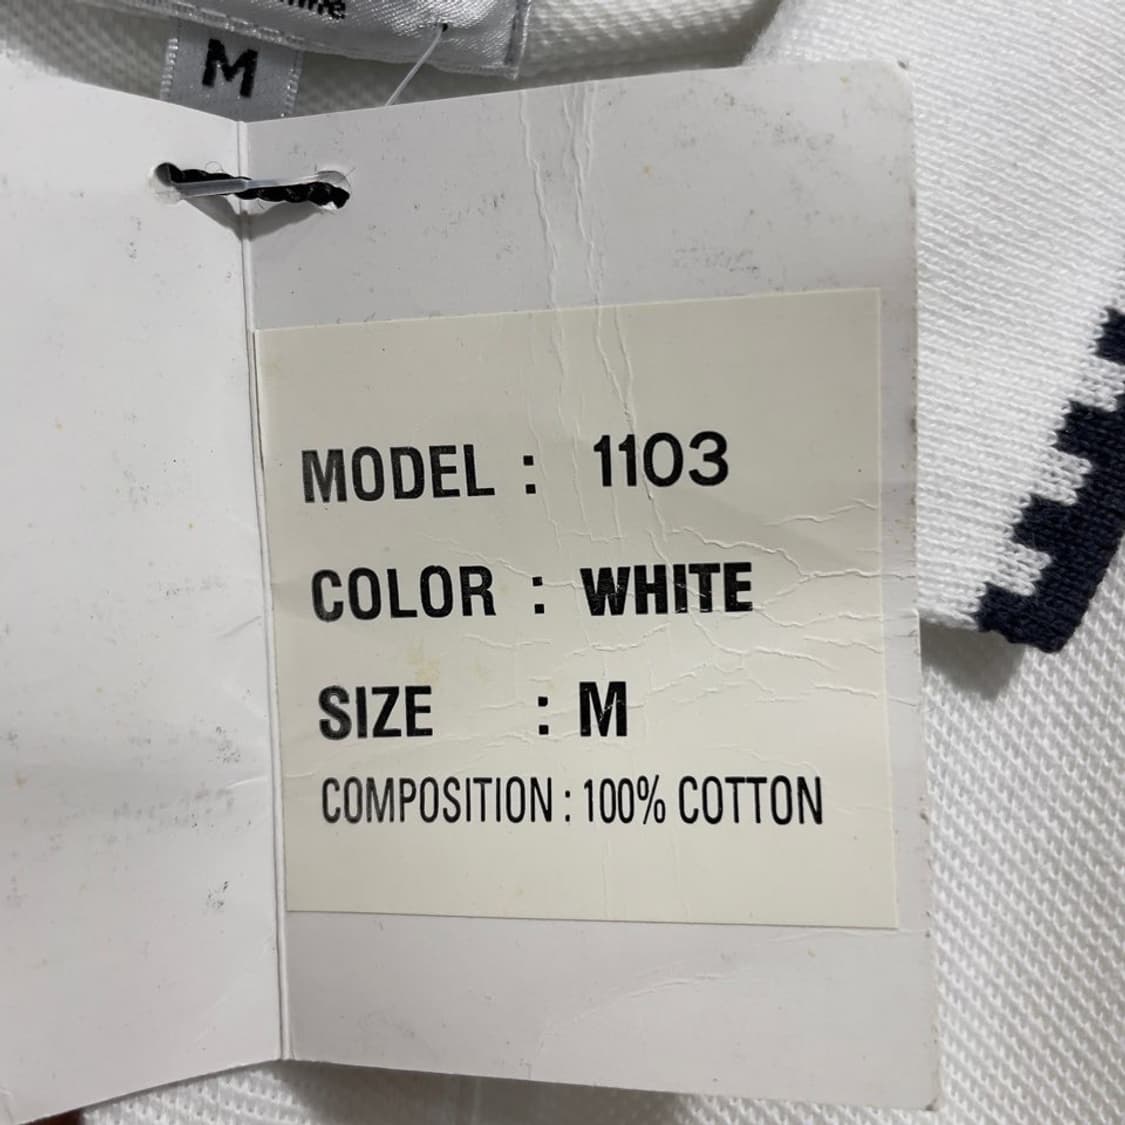 M
MODEL : 1103
COLOR : WHITE
SIZE : M
COMPOSITION : 100% COTTON